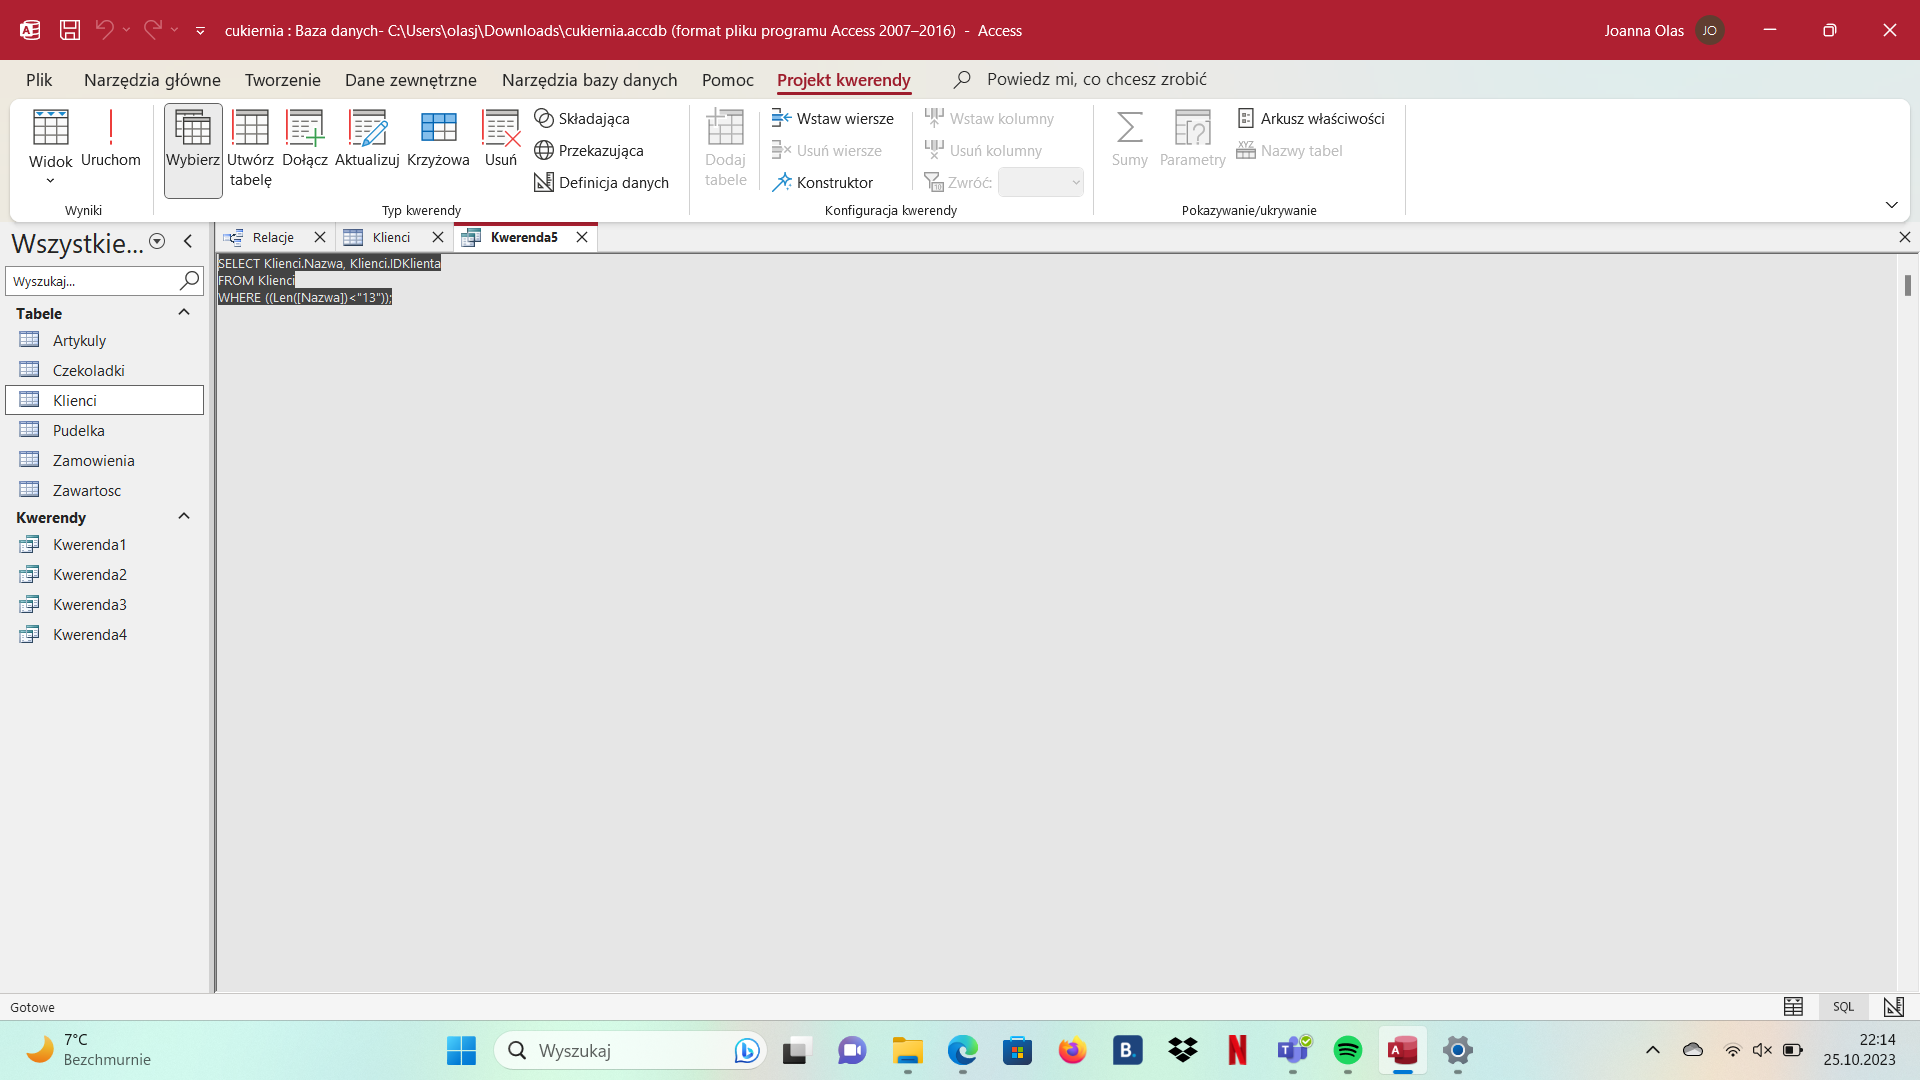 cukiernia : Baza danych- C:\Users\olasj\Downloads\cukiernia.accdb (format pliku programu Access 2007–2016) - Access
Joanna Olas JO
Plik Narzędzia główne Tworzenie Dane zewnętrzne Narzędzia bazy danych Pomoc Projekt kwerendy Powiedz mi, co chcesz zrobić
Widok
Uruchom
Wyniki
Wybierz
Utwórz
tabelę
Dołącz
Aktualizuj
Krzyżowa
Usuń
Składająca
Przekazująca
Definicja danych
Typ kwerendy
Dodaj
tabele
Wstaw wiersze
Usuń wiersze
Konstruktor
Wstaw kolumny
Usuń kolumny
Zwróć:
Konfiguracja kwerendy
Sumy
Parametry
Arkusz właściwości
Nazwy tabel
Pokazywanie/ukrywanie
Wszystkie...
Wyszukaj...
Tabele
Artykuly
Czekoladki
Klienci
Pudelka
Zamowienia
Zawartosc
Kwerendy
Kwerenda1
Kwerenda2
Kwerenda3
Kwerenda4
Relacje
Klienci
Kwerenda5
SELECT Klienci.Nazwa, Klienci.IDKlienta
FROM Klienci
WHERE ((Len([Nazwa])<"13"));
Gotowe
SQL
7°C
Bezchmurnie
Wyszukaj
22:14
25.10.2023